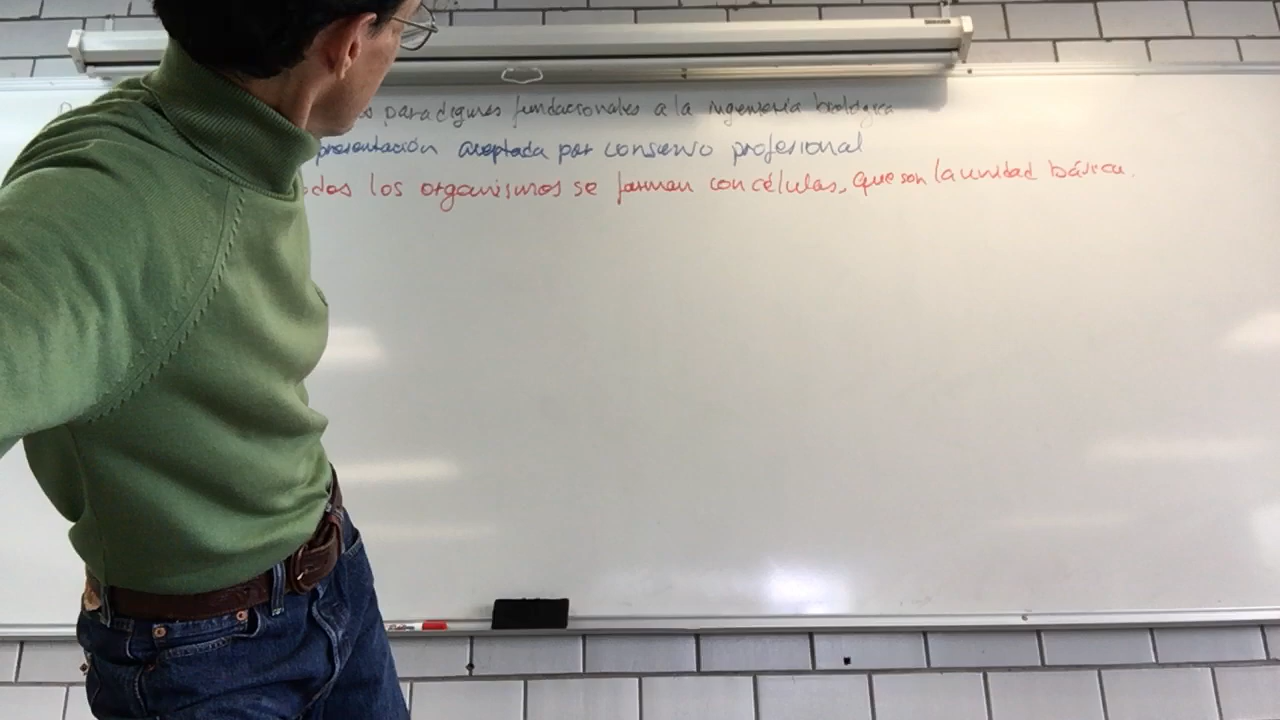 paradigmas fundacionales a la ingeniería biológica
presentación aceptada por consenso profesional
odos los organismos se forman con células, que son la unidad básica.